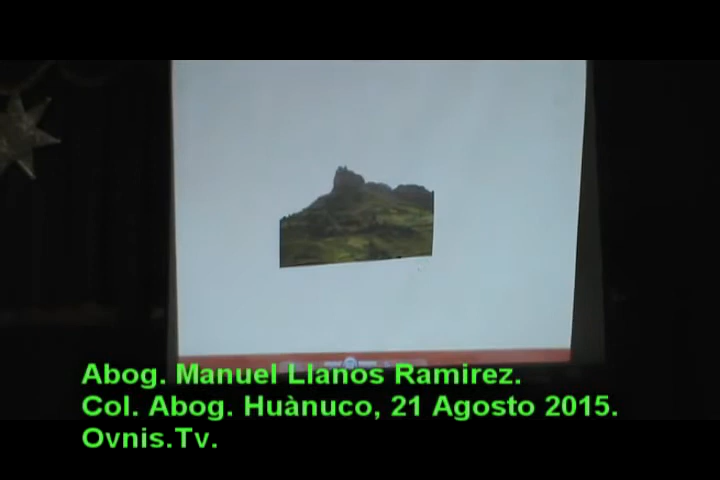 Abog. Manuel Llanos Ramirez.
Col. Abog. Huànuco, 21 Agosto 2015.
Ovnis.Tv.